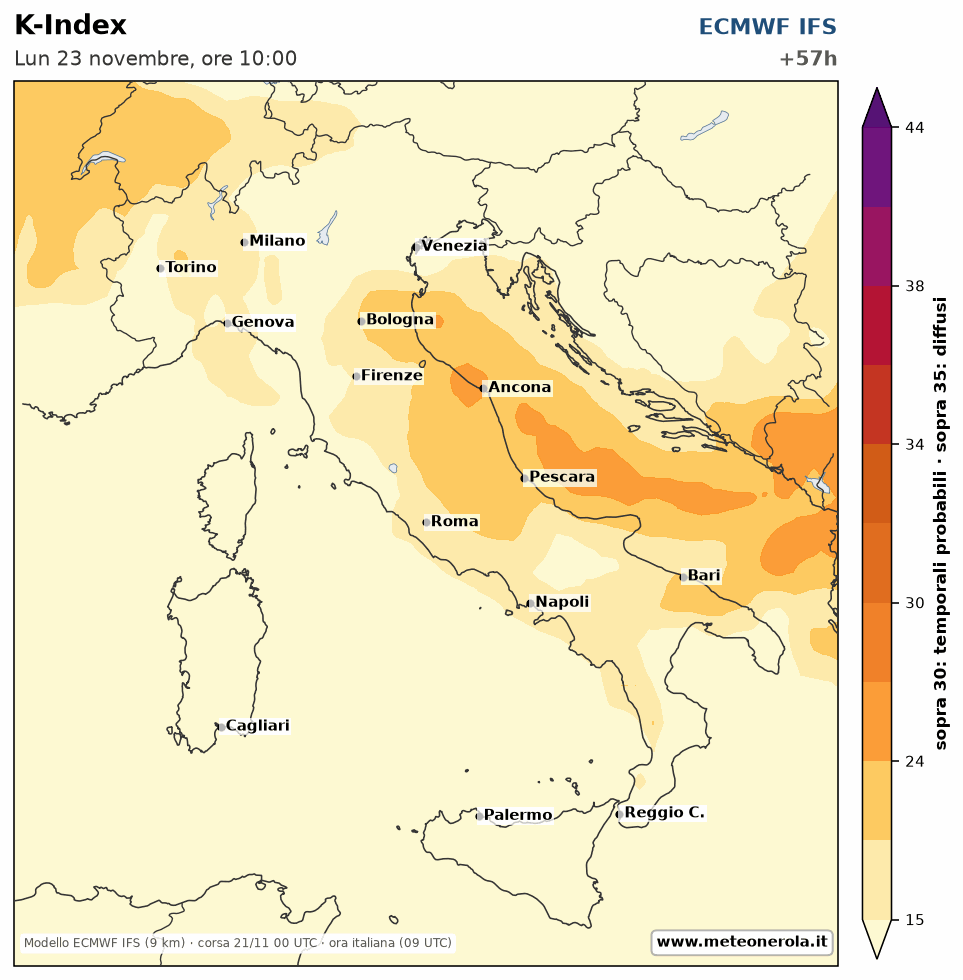 K-Index
ECMWF IFS
Lun 23 novembre, ore 10:00
+57h
Milano
Venezia
Torino
Genova
Bologna
Firenze
Ancona
Pescara
Roma
Bari
Napoli
Cagliari
Palermo
Reggio C.
44
38
34
30
24
15
sopra 30: temporali probabili · sopra 35: diffusi
Modello ECMWF IFS (9 km) · corsa 21/11 00 UTC · ora italiana (09 UTC)
www.meteonerola.it